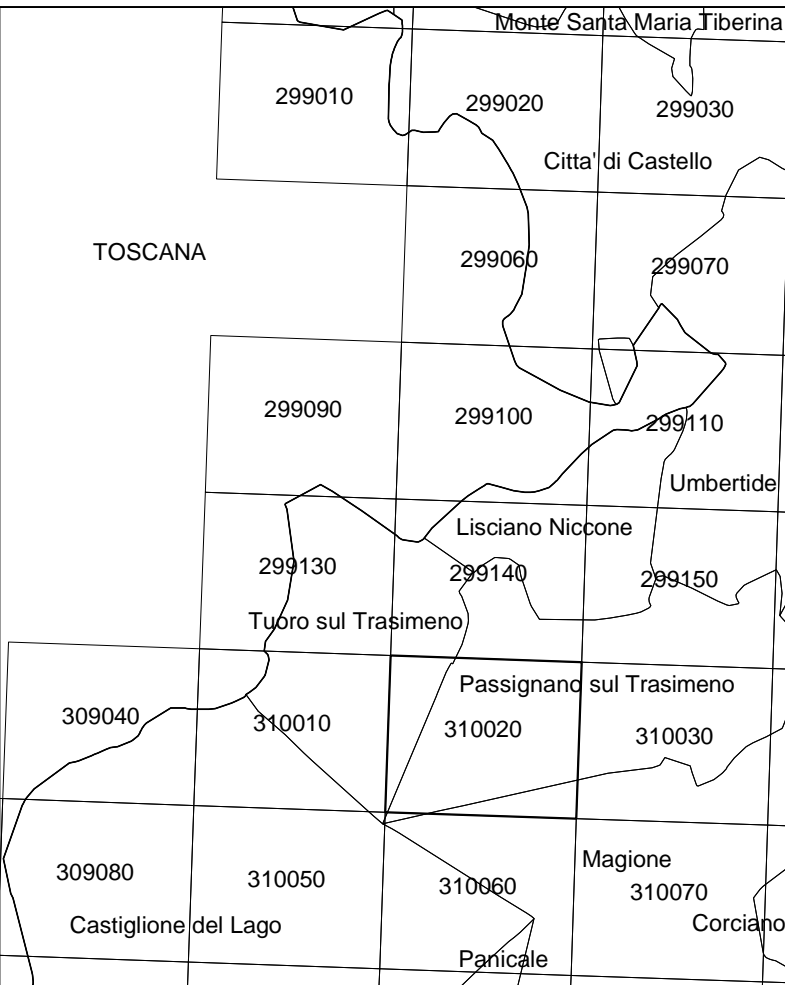 Monte Santa Maria Tiberina
299010
299020
299030
Citta' di Castello
TOSCANA
299060
299070
299090
299100
299110
Umbertide
Lisciano Niccone
299130
299140
299150
Tuoro sul Trasimeno
Passignano sul Trasimeno
309040
310010
310020
310030
Magione
309080
310050
310060
310070
Castiglione del Lago
Corciano
Panicale